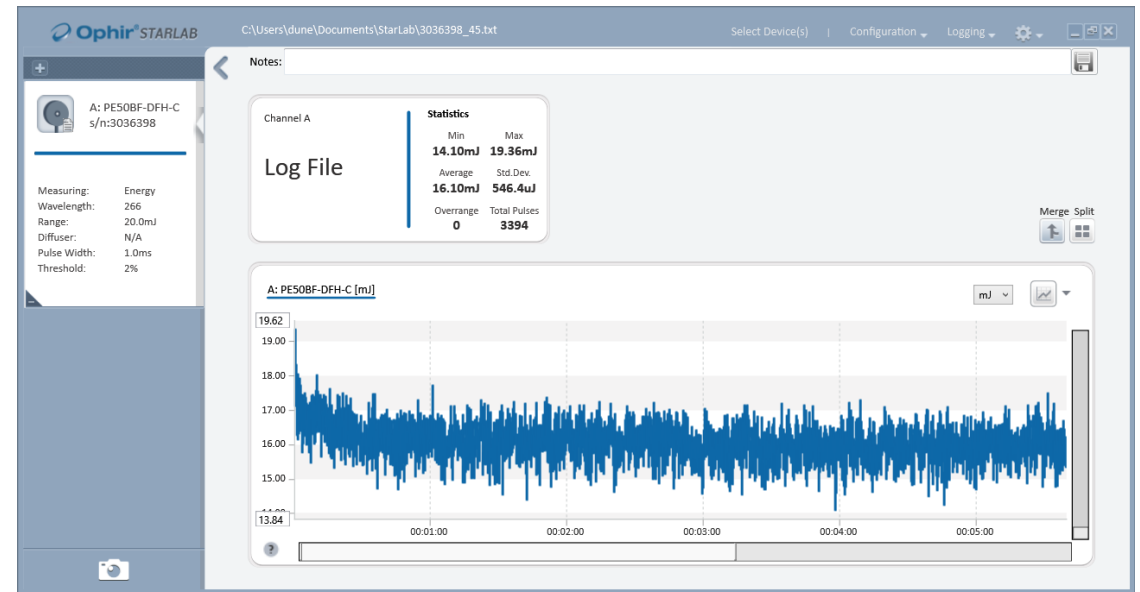 Ophir® STARLAB
C:\Users\dune\Documents\StarLab\3036398_45.txt
Select Device(s) | Configuration Logging
Notes:
A: PE50BF-DFH-C
s/n:3036398
Measuring: Energy
Wavelength: 266
Range: 20.0mJ
Diffuser: N/A
Pulse Width: 1.0ms
Threshold: 2%
Channel A
Log File
Statistics
Min Max
14.10mJ 19.36mJ
Average Std.Dev.
16.10mJ 546.4uJ
Overrange Total Pulses
0 3394
Merge Split
A: PE50BF-DFH-C [mJ]
mJ
19.62
19.00
18.00
17.00
16.00
15.00
13.84
00:01:00 00:02:00 00:03:00 00:04:00 00:05:00
?